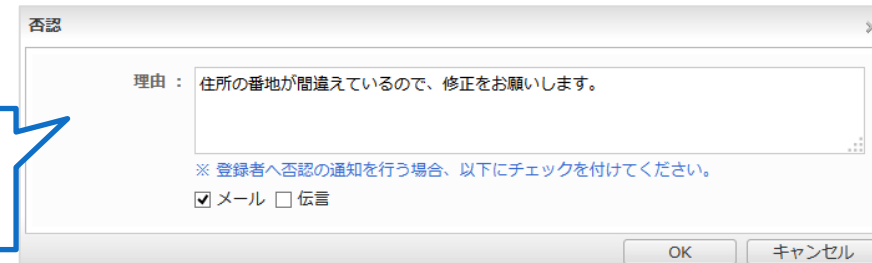 否認
理由 : 住所の番地が間違えているので、修正をお願いします。
※ 登録者へ否認の通知を行う場合、以下にチェックを付けてください。
メール 伝言
OK キャンセル